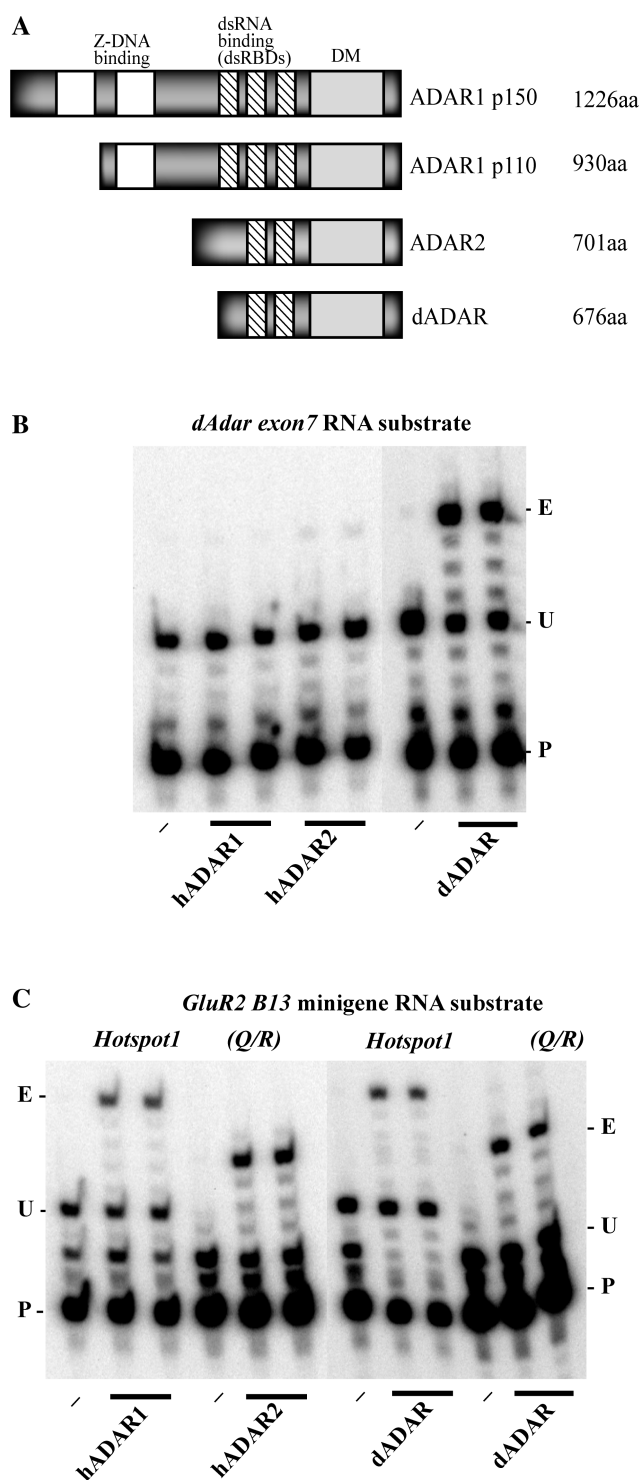 A
Z-DNA binding
dsRNA binding (dsRBDs)
DM
ADAR1 p150 1226aa
ADAR1 p110 930aa
ADAR2 701aa
dADAR 676aa
B
dAdar exon7 RNA substrate
- E
- U
- P
– hADAR1 hADAR2 – dADAR
C
GluR2 B13 minigene RNA substrate
Hotspot1 (Q/R) Hotspot1 (Q/R)
E - - E
U - - U
P - - P
– hADAR1 – hADAR2 – dADAR – dADAR